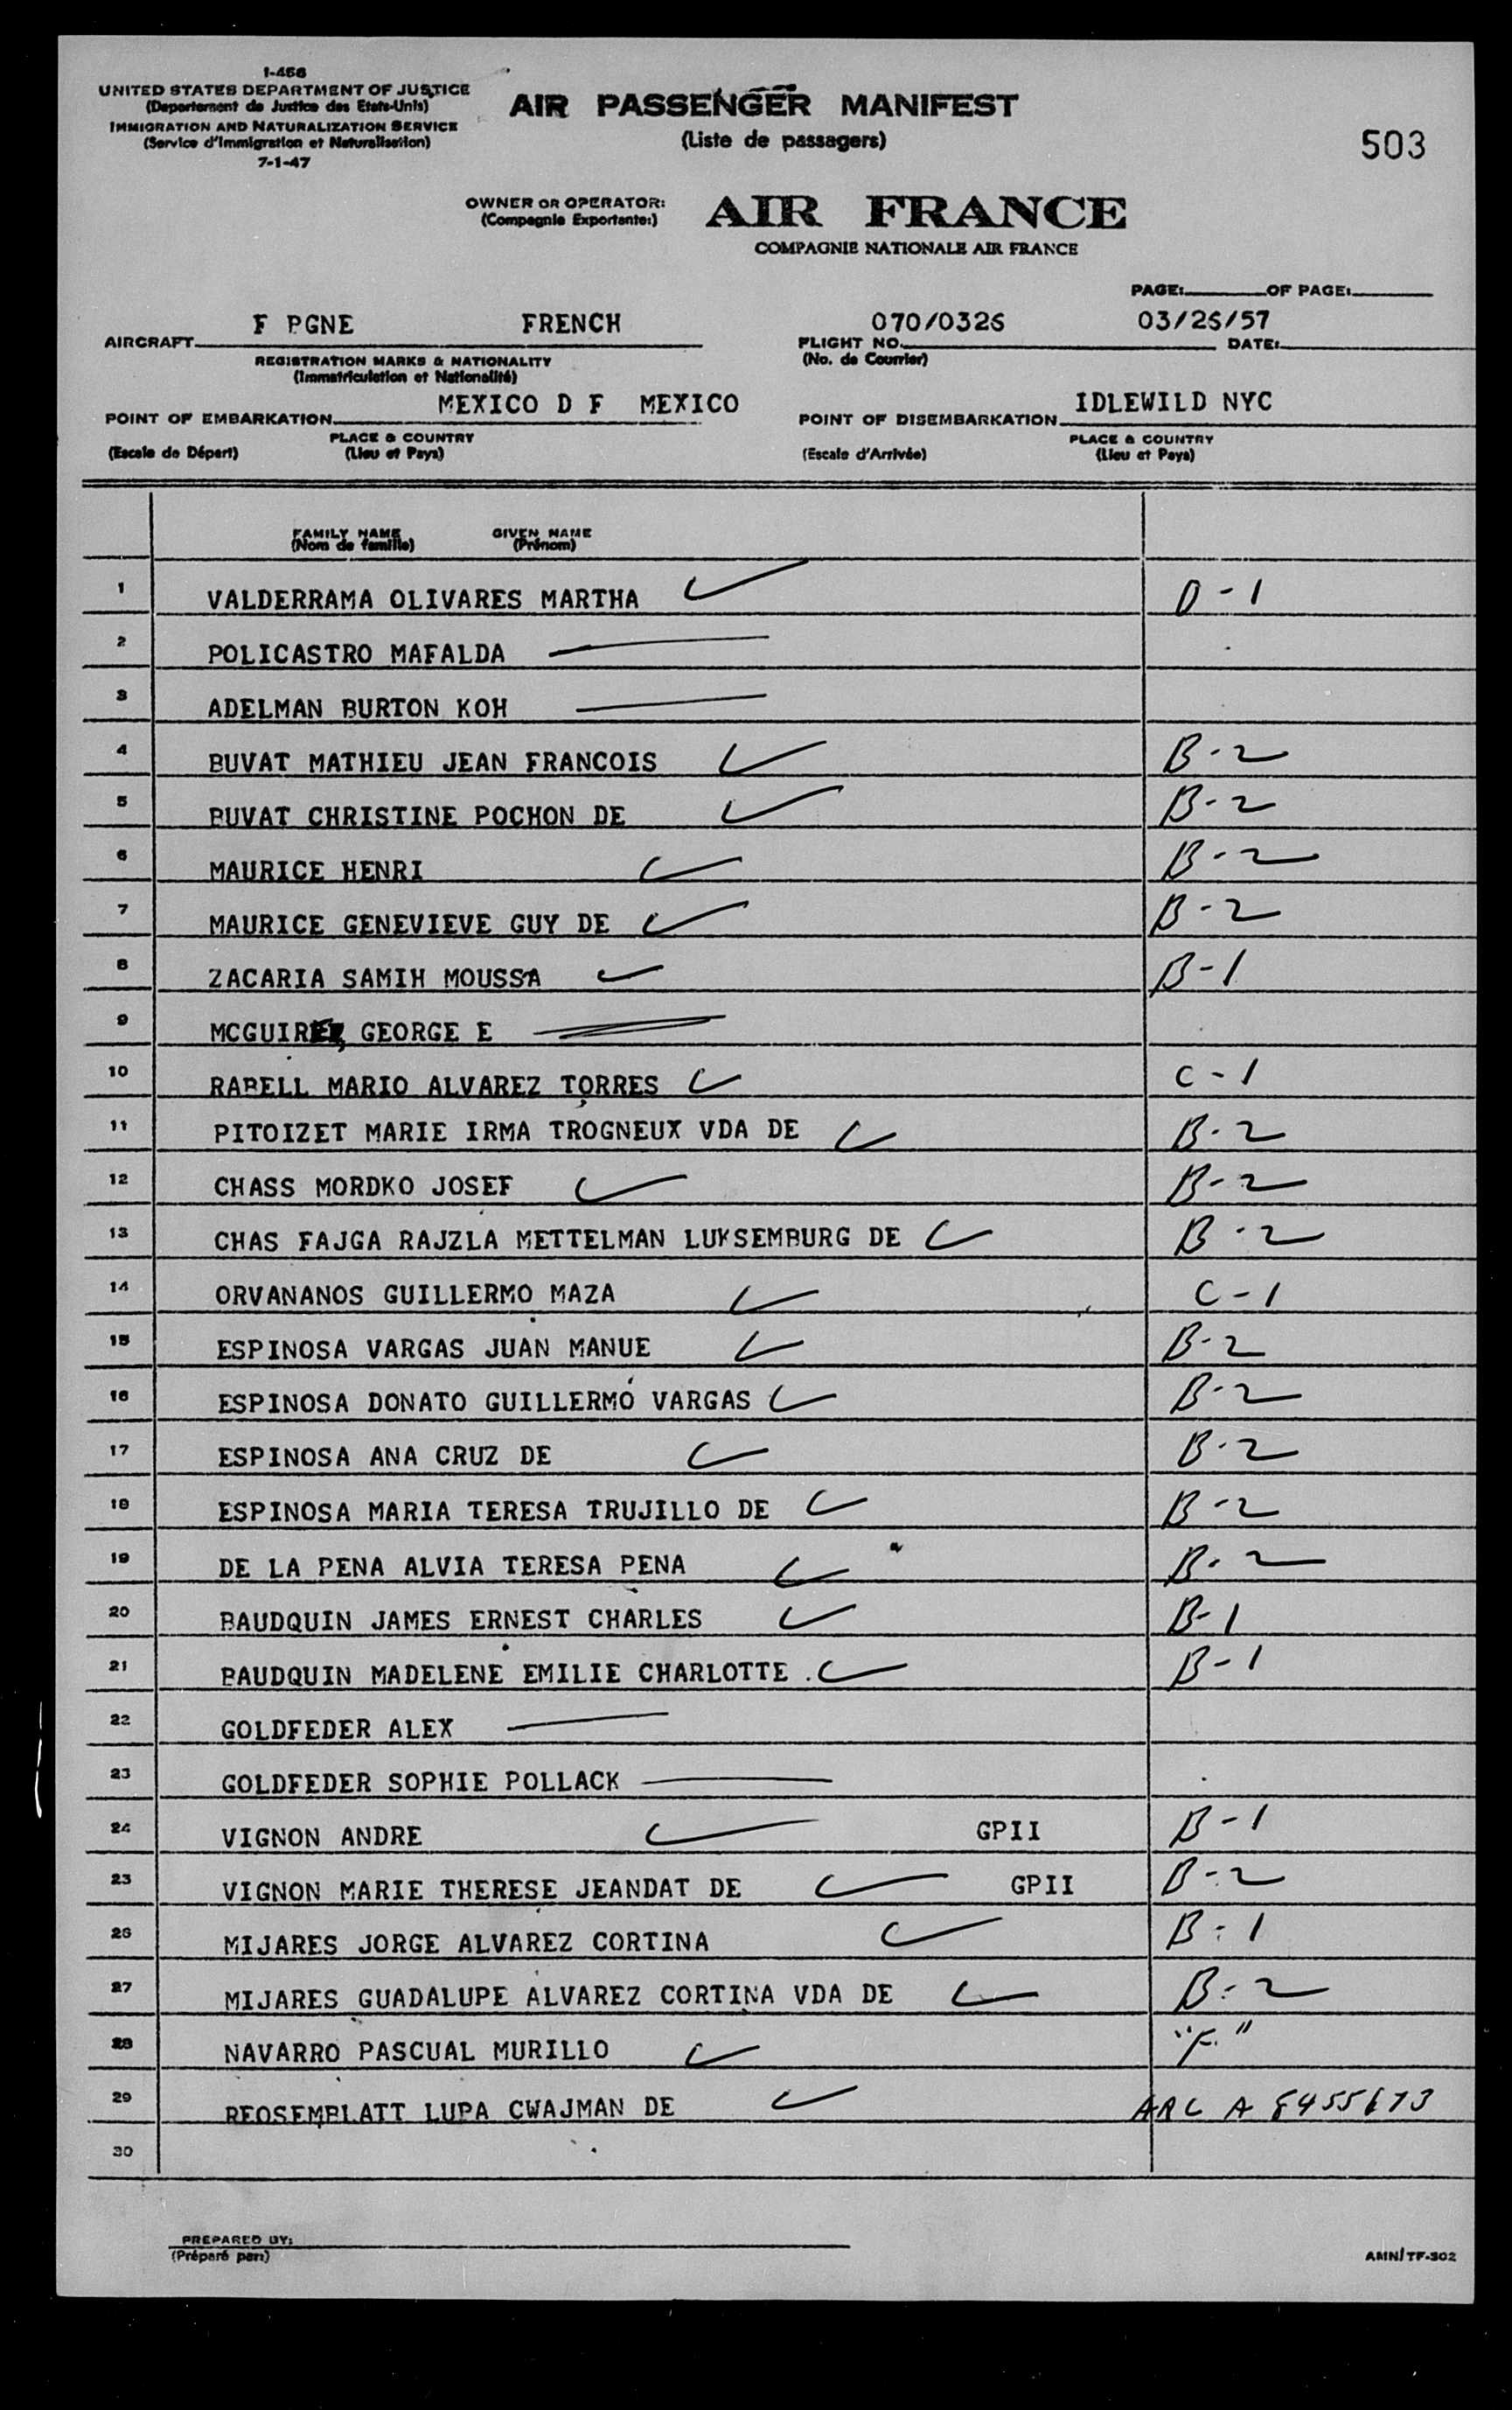 I-466
UNITED STATES DEPARTMENT OF JUSTICE
(Departement de Justice des Etats-Unis)
IMMIGRATION AND NATURALIZATION SERVICE
(Service d'Immigration et Naturalisation)
7-1-47
AIR PASSENGER MANIFEST
(Liste de passagers)
503
OWNER OR OPERATOR: AIR FRANCE
(Compagnie Exportante:)
COMPAGNIE NATIONALE AIR FRANCE
PAGE: OF PAGE:
AIRCRAFT F PGNE FRENCH FLIGHT NO. 070/0326 DATE: 03/26/57
REGISTRATION MARKS & NATIONALITY (No. de Courrier)
(Immatriculation et Nationalité)
POINT OF EMBARKATION MEXICO D F MEXICO POINT OF DISEMBARKATION IDLEWILD NYC
PLACE & COUNTRY PLACE & COUNTRY
(Escale de Départ) (Lieu et Pays) (Escale d'Arrivée) (Lieu et Pays)
FAMILY NAME GIVEN NAME
(Nom de famille) (Prénom)
1 VALDERRAMA OLIVARES MARTHA D-1
2 POLICASTRO MAFALDA
3 ADELMAN BURTON KOH
4 BUVAT MATHIEU JEAN FRANCOIS B-2
5 BUVAT CHRISTINE POCHON DE B-2
6 MAURICE HENRI B-2
7 MAURICE GENEVIEVE GUY DE B-2
8 ZACARIA SAMIH MOUSSA B-1
9 MCGUIRE, GEORGE E
10 RABELL MARIO ALVAREZ TORRES C-1
11 PITOIZET MARIE IRMA TROGNEUX VDA DE B-2
12 CHASS MORDKO JOSEF B-2
13 CHAS FAJGA RAJZLA METTELMAN LUKSEMBURG DE B-2
14 ORVANANOS GUILLERMO MAZA C-1
15 ESPINOSA VARGAS JUAN MANUE B-2
16 ESPINOSA DONATO GUILLERMO VARGAS B-2
17 ESPINOSA ANA CRUZ DE B-2
18 ESPINOSA MARIA TERESA TRUJILLO DE B-2
19 DE LA PENA ALVIA TERESA PENA B-2
20 BAUDQUIN JAMES ERNEST CHARLES B-1
21 BAUDQUIN MADELENE EMILIE CHARLOTTE . B-1
22 GOLDFEDER ALEX
23 GOLDFEDER SOPHIE POLLACK
24 VIGNON ANDRE GPII B-1
25 VIGNON MARIE THERESE JEANDAT DE GPII B-2
26 MIJARES JORGE ALVAREZ CORTINA B-1
27 MIJARES GUADALUPE ALVAREZ CORTINA VDA DE B-2
28 NAVARRO PASCUAL MURILLO "F."
29 REOSEMBLATT LUPA CWAJMAN DE ARC A 8455673
30
PREPARED BY:
(Préparé par:)
AMNI TF-302